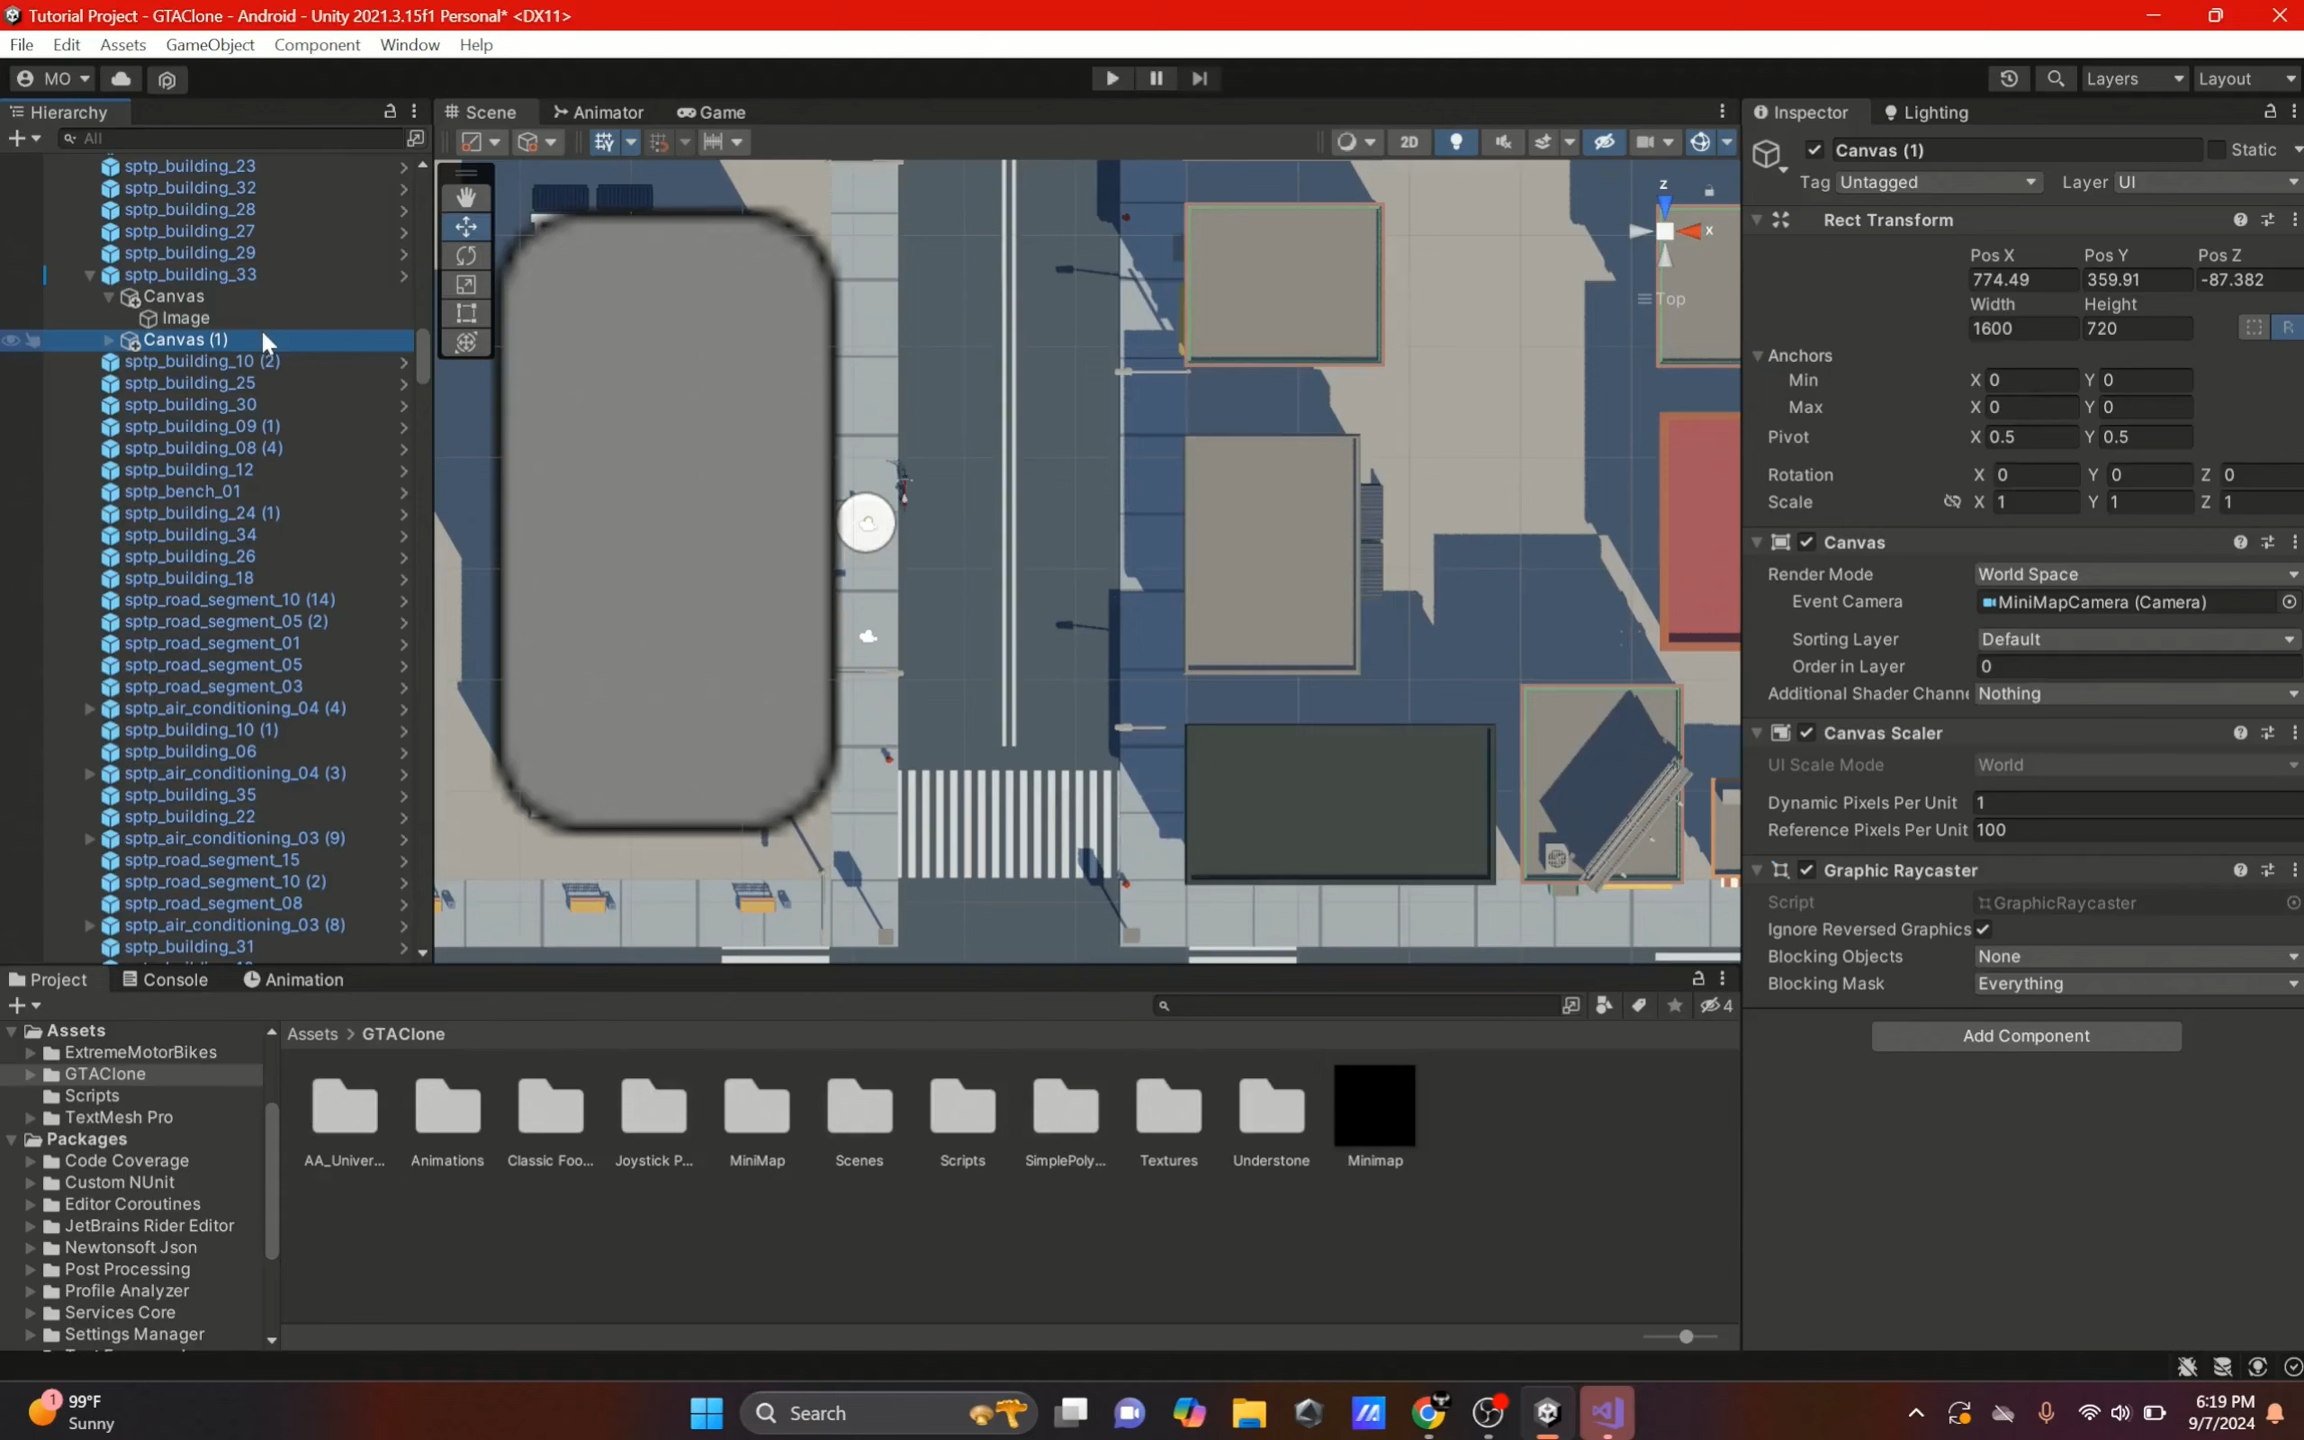 Tutorial Project - GTAClone - Android - Unity 2021.3.15f1 Personal* <DX11>
File Edit Assets GameObject Component Window Help
MO
Layers
Layout
Hierarchy
All
sptp_building_23
sptp_building_32
sptp_building_28
sptp_building_27
sptp_building_29
sptp_building_33
Canvas
Image
Canvas (1)
sptp_building_10 (2)
sptp_building_25
sptp_building_30
sptp_building_09 (1)
sptp_building_08 (4)
sptp_building_12
sptp_bench_01
sptp_building_24 (1)
sptp_building_34
sptp_building_26
sptp_building_18
sptp_road_segment_10 (14)
sptp_road_segment_05 (2)
sptp_road_segment_01
sptp_road_segment_05
sptp_road_segment_03
sptp_air_conditioning_04 (4)
sptp_building_10 (1)
sptp_building_06
sptp_air_conditioning_04 (3)
sptp_building_35
sptp_building_22
sptp_air_conditioning_03 (9)
sptp_road_segment_15
sptp_road_segment_10 (2)
sptp_road_segment_08
sptp_air_conditioning_03 (8)
sptp_building_31
Scene Animator Game
2D
z
x
Top
Inspector Lighting
Canvas (1) Static
Tag Untagged Layer UI
Rect Transform
Pos X Pos Y Pos Z
774.49 359.91 -87.382
Width Height
1600 720 R
Anchors
Min X 0 Y 0
Max X 0 Y 0
Pivot X 0.5 Y 0.5
Rotation X 0 Y 0 Z 0
Scale X 1 Y 1 Z 1
Canvas
Render Mode World Space
Event Camera MiniMapCamera (Camera)
Sorting Layer Default
Order in Layer 0
Additional Shader Channe Nothing
Canvas Scaler
UI Scale Mode World
Dynamic Pixels Per Unit 1
Reference Pixels Per Unit 100
Graphic Raycaster
Script GraphicRaycaster
Ignore Reversed Graphics
Blocking Objects None
Blocking Mask Everything
Add Component
Project Console Animation
4
Assets
ExtremeMotorBikes
GTAClone
Scripts
TextMesh Pro
Packages
Code Coverage
Custom NUnit
Editor Coroutines
JetBrains Rider Editor
Newtonsoft Json
Post Processing
Profile Analyzer
Services Core
Settings Manager
Assets > GTAClone
AA_Univer... Animations Classic Foo... Joystick P... MiniMap Scenes Scripts SimplePoly... Textures Understone Minimap
1
99°F
Sunny
Search
6:19 PM
9/7/2024